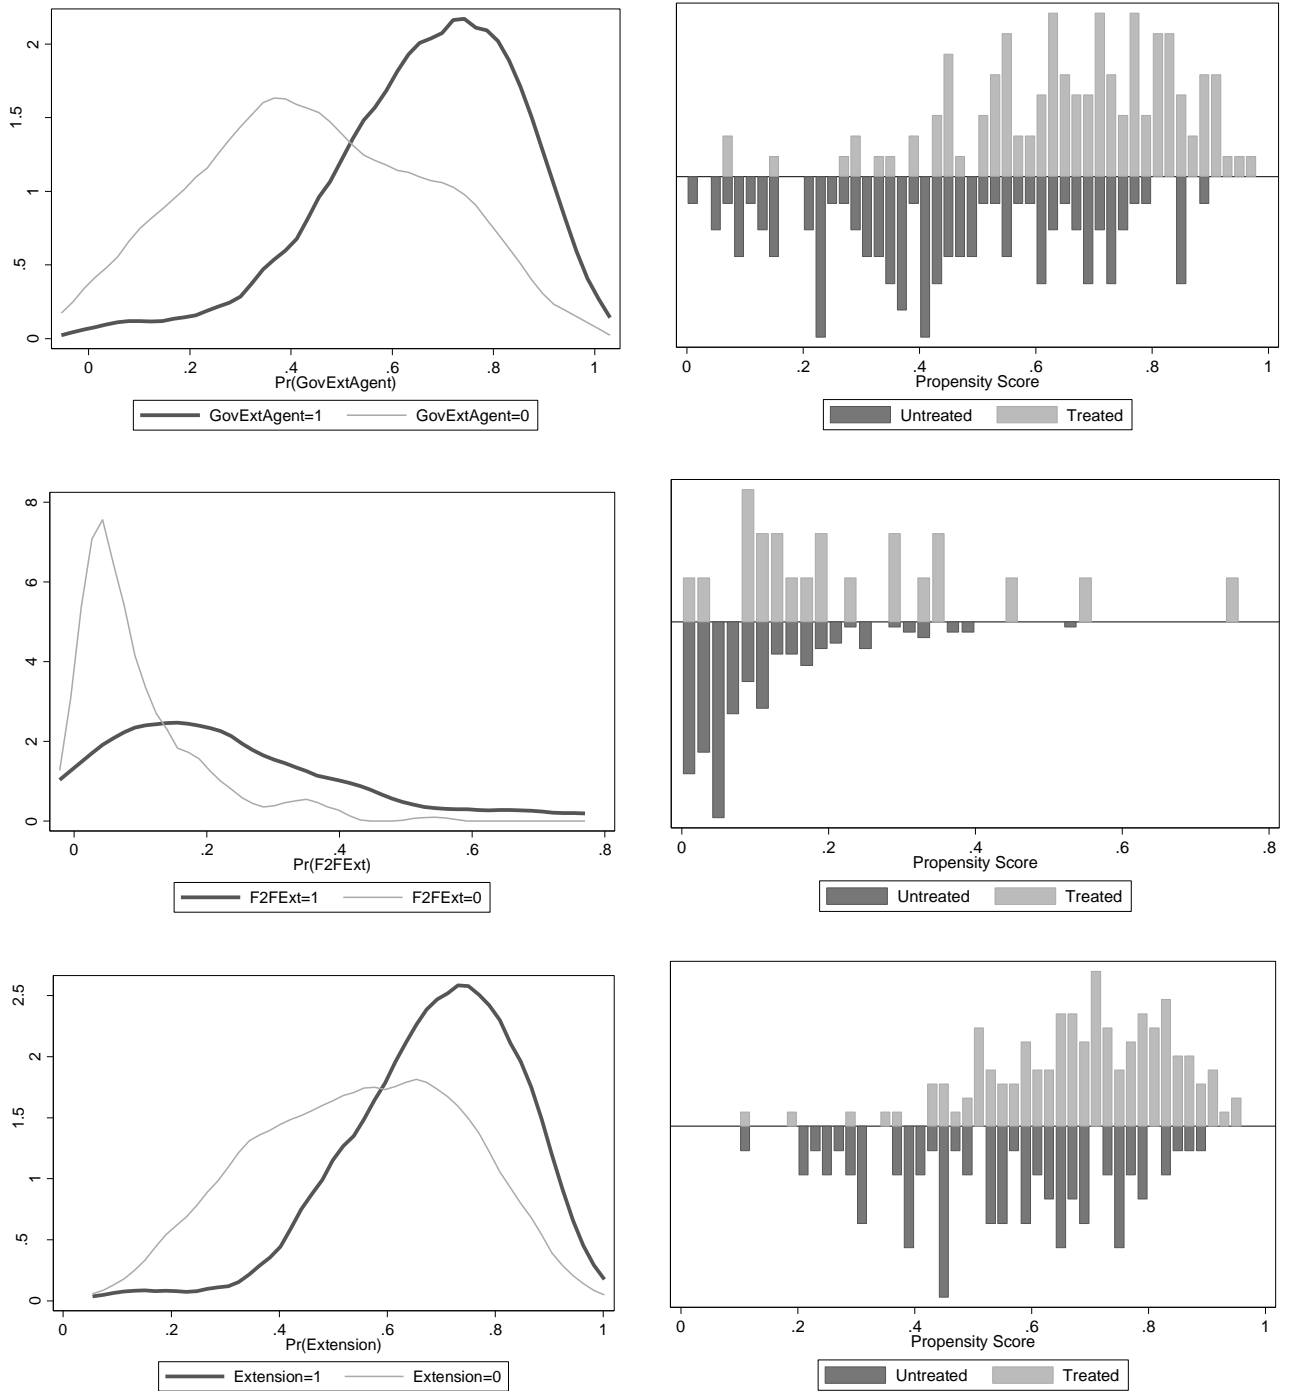 2
1.5
1
.5
0
0 .2 .4 .6 .8 1
Pr(GovExtAgent)
GovExtAgent=1 GovExtAgent=0
0 .2 .4 .6 .8 1
Propensity Score
Untreated Treated
8
6
4
2
0
0 .2 .4 .6 .8
Pr(F2FExt)
F2FExt=1 F2FExt=0
0 .2 .4 .6 .8
Propensity Score
Untreated Treated
2.5
2
1.5
1
.5
0
0 .2 .4 .6 .8 1
Pr(Extension)
Extension=1 Extension=0
0 .2 .4 .6 .8 1
Propensity Score
Untreated Treated